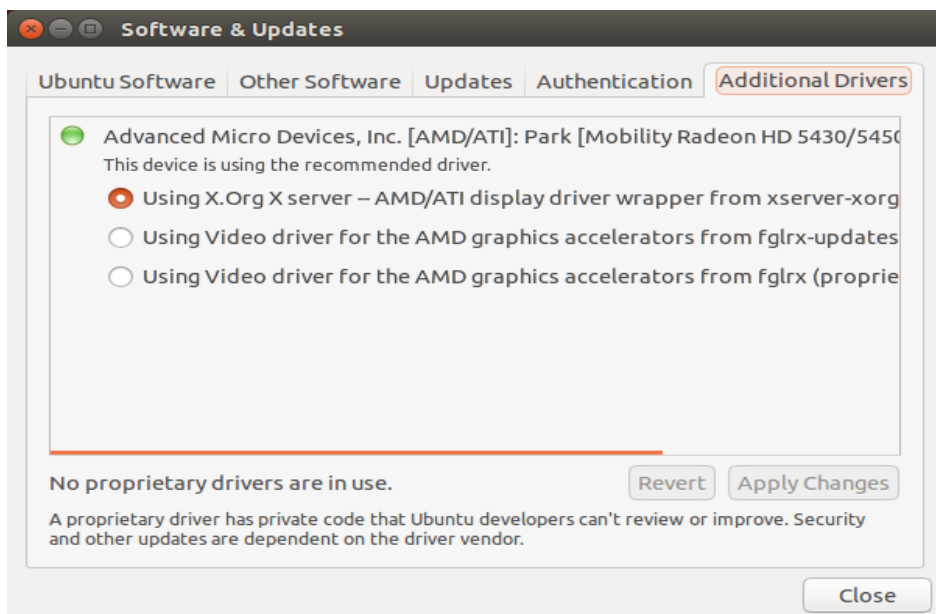 Software & Updates
Ubuntu Software Other Software Updates Authentication Additional Drivers
Advanced Micro Devices, Inc. [AMD/ATI]: Park [Mobility Radeon HD 5430/5450
This device is using the recommended driver.
Using X.Org X server – AMD/ATI display driver wrapper from xserver-xorg
Using Video driver for the AMD graphics accelerators from fglrx-updates
Using Video driver for the AMD graphics accelerators from fglrx (proprie
No proprietary drivers are in use. Revert Apply Changes
A proprietary driver has private code that Ubuntu developers can't review or improve. Security
and other updates are dependent on the driver vendor.
Close